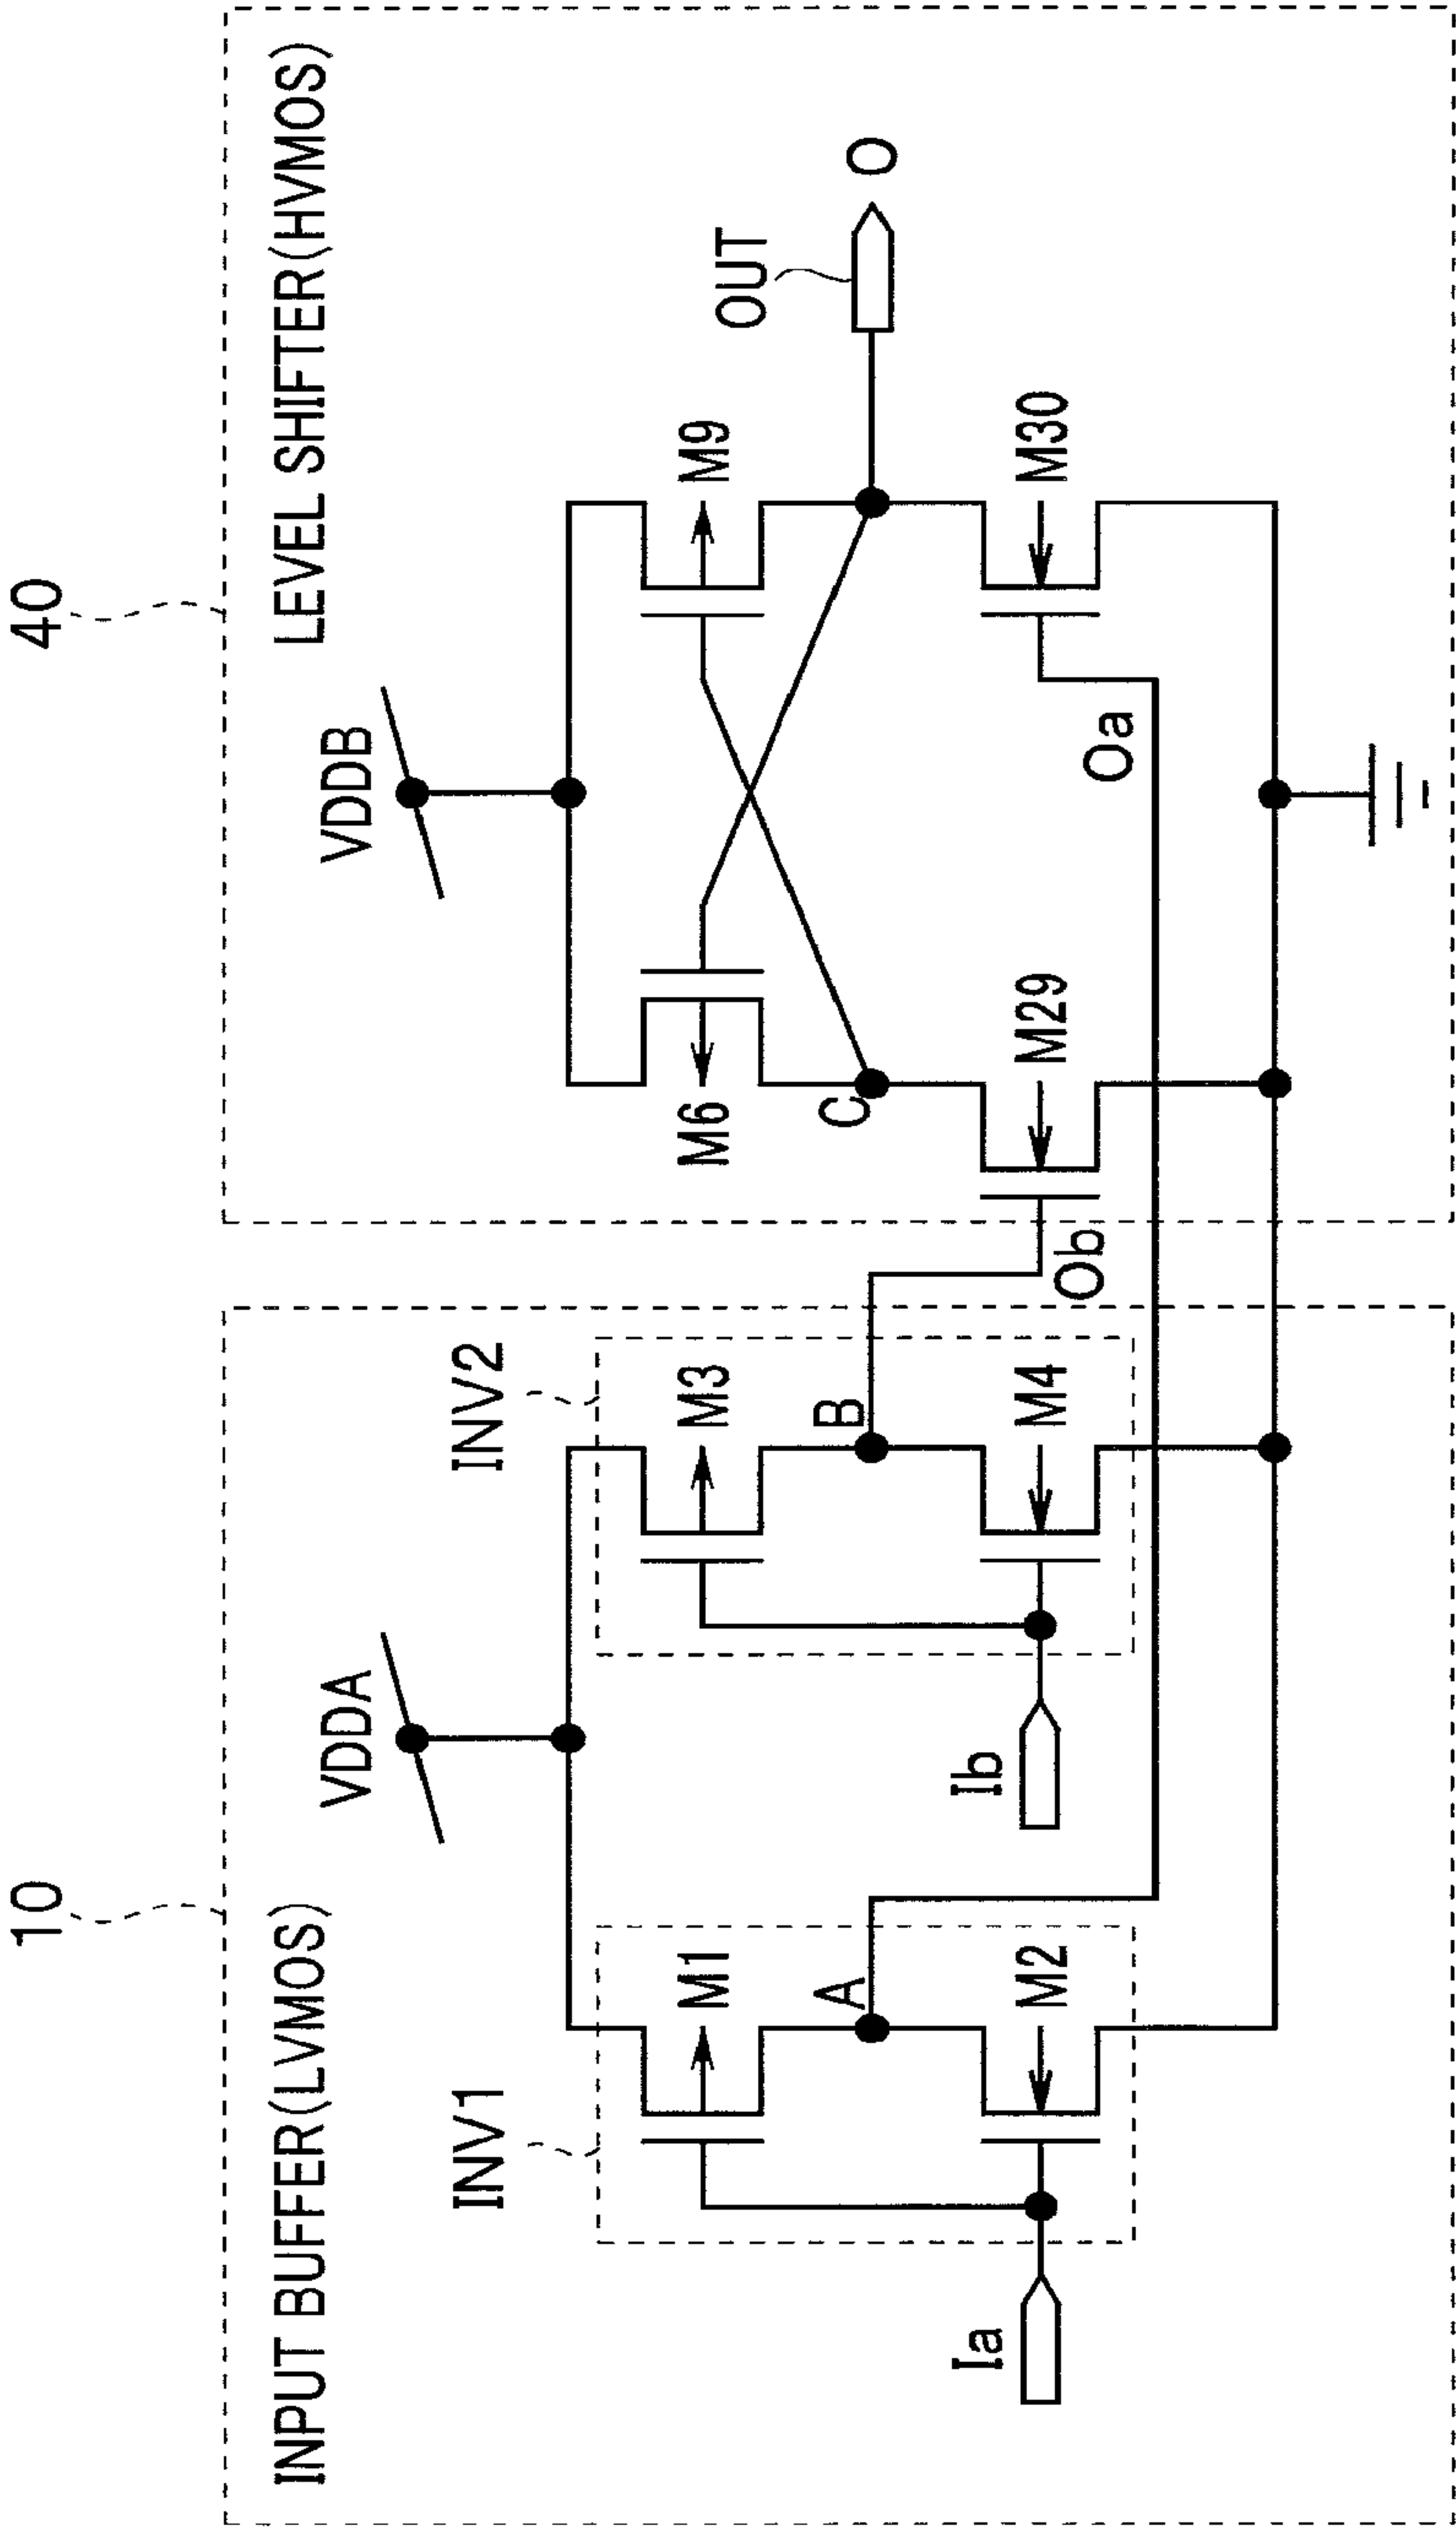 10
40
INPUT BUFFER(LVMOS)
LEVEL SHIFTER(HVMOS)
VDDA
VDDB
INV1
INV2
M1
M3
M6
M9
A
B
C
OUT
O
Ia
M2
Ib
M4
Ob
M29
M30
Oa